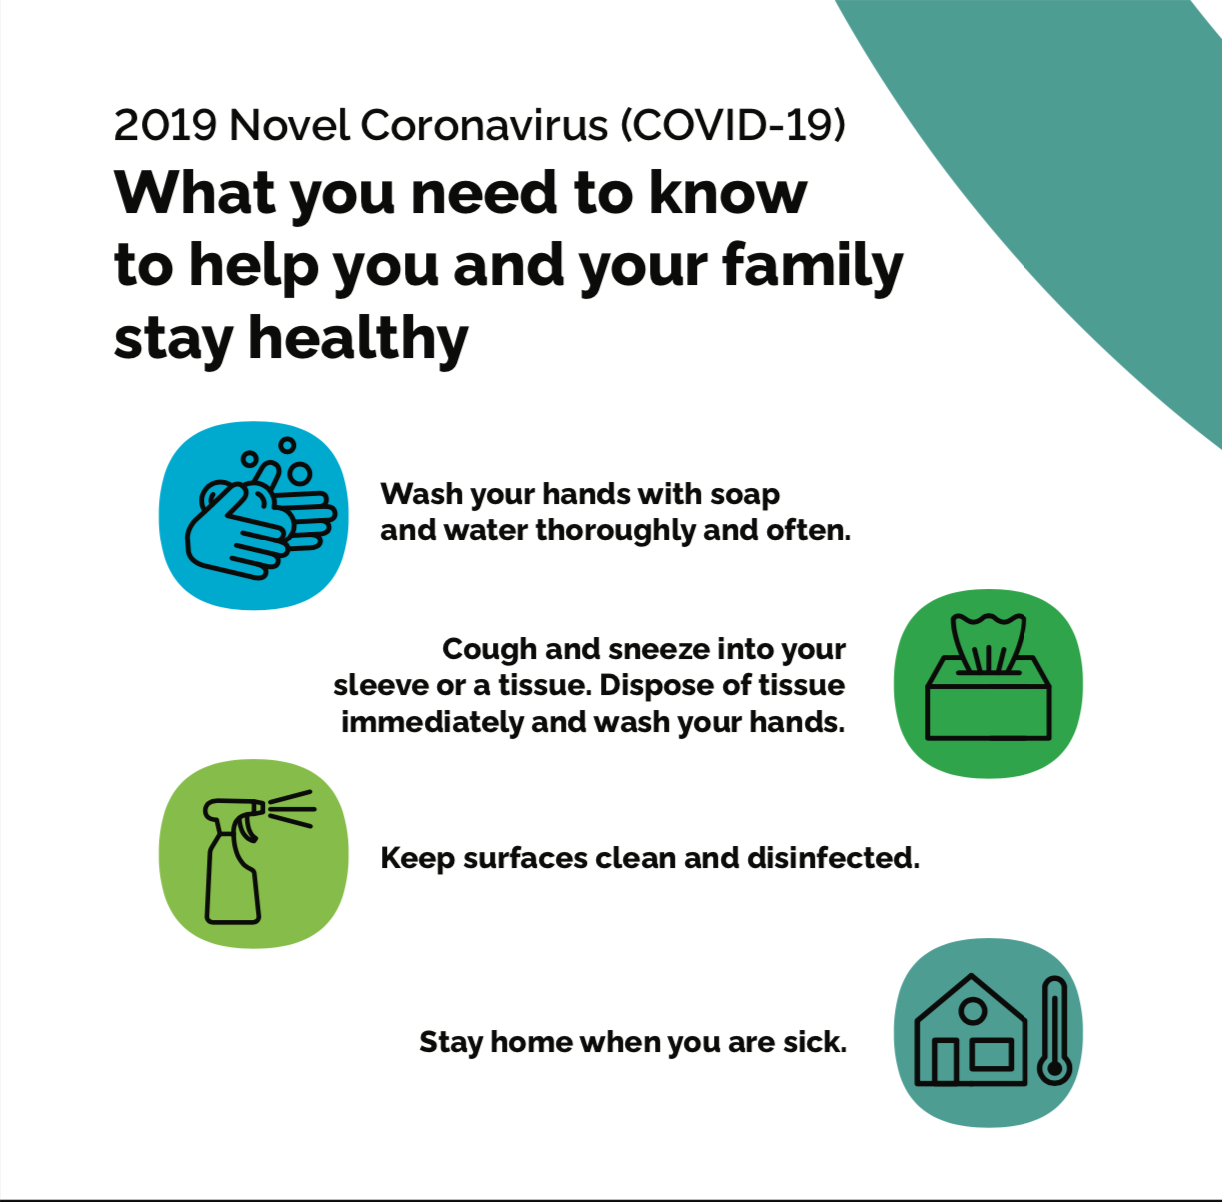 2019 Novel Coronavirus (COVID-19)
What you need to know
to help you and your family
stay healthy
Wash your hands with soap
and water thoroughly and often.
Cough and sneeze into your
sleeve or a tissue. Dispose of tissue
immediately and wash your hands.
Keep surfaces clean and disinfected.
Stay home when you are sick.